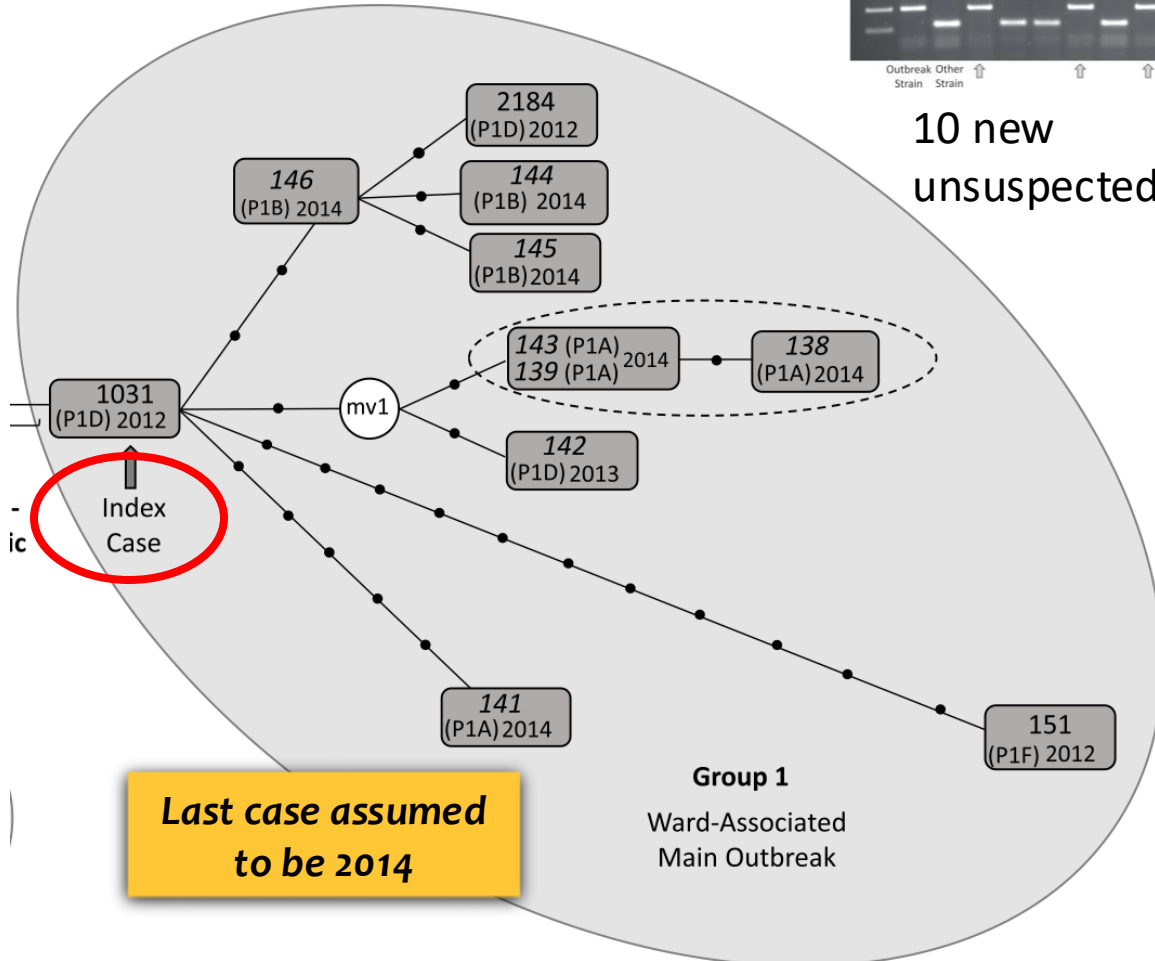 Outbreak Other
Strain Strain
10 new
unsuspected
2184
(P1D) 2012
146
(P1B) 2014
144
(P1B) 2014
145
(P1B) 2014
143 (P1A)
139 (P1A)
2014
138
(P1A) 2014
1031
(P1D) 2012
mv1
142
(P1D) 2013
Index
Case
-
ic
141
(P1A) 2014
151
(P1F) 2012
Group 1
Ward-Associated
Main Outbreak
Last case assumed
to be 2014